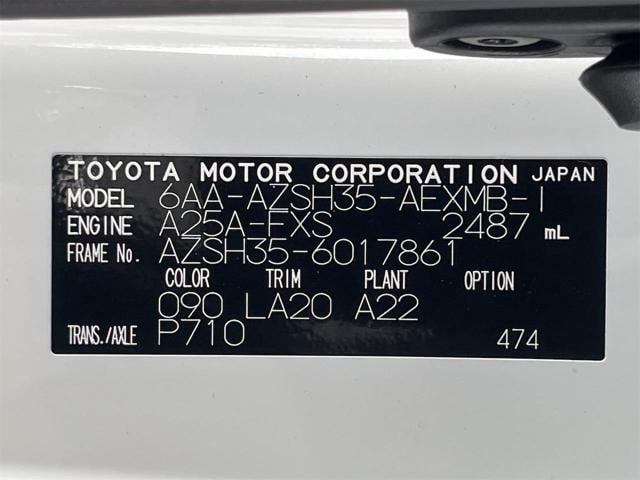 TOYOTA MOTOR CORPORATION JAPAN
MODEL 6AA-AZSH35-AEXMB-I
ENGINE A25A-FXS 2487 mL
FRAME No. AZSH35-6017861
COLOR TRIM PLANT OPTION
090 LA20 A22
TRANS./AXLE P710 474